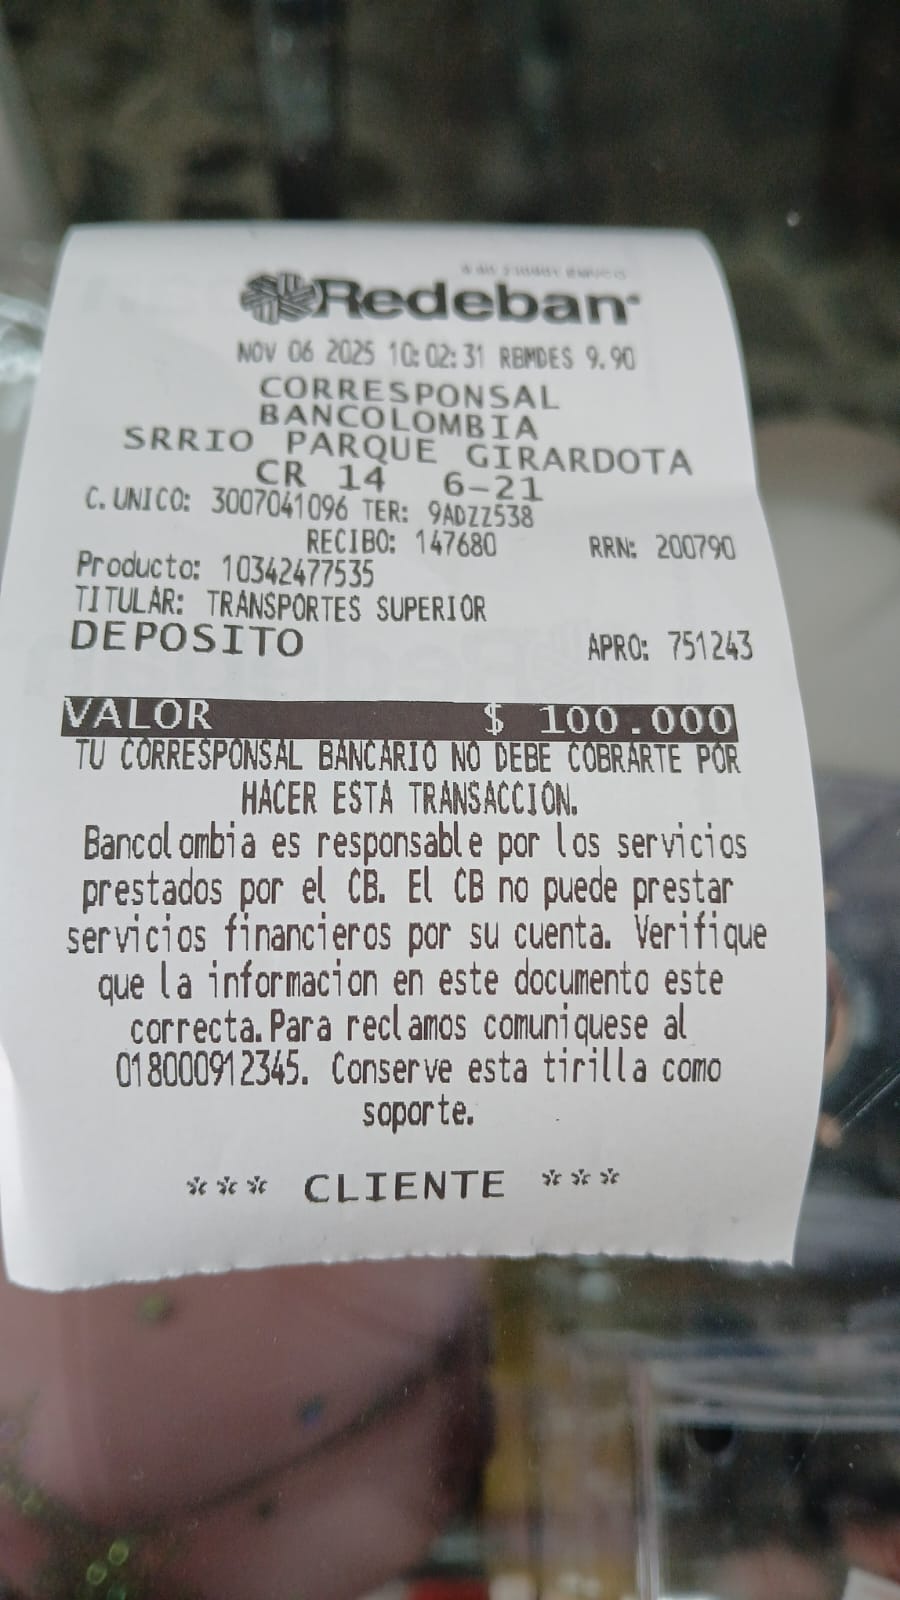 Redeban
NOV 06 2025 10:02:31 RBMDES 9.90
CORRESPONSAL
BANCOLOMBIA
SRRIO PARQUE GIRARDOTA
CR 14 6-21
C. UNICO: 3007041096 TER: 9ADZZ538
RECIBO: 147680 RRN: 200790
Producto: 10342477535
TITULAR: TRANSPORTES SUPERIOR
DEPOSITO APRO: 751243
VALOR $ 100.000
TU CORRESPONSAL BANCARIO NO DEBE COBRARTE POR
HACER ESTA TRANSACCION.
Bancolombia es responsable por los servicios
prestados por el CB. El CB no puede prestar
servicios financieros por su cuenta. Verifique
que la informacion en este documento este
correcta. Para reclamos comuniquese al
018000912345. Conserve esta tirilla como
soporte.
*** CLIENTE ***